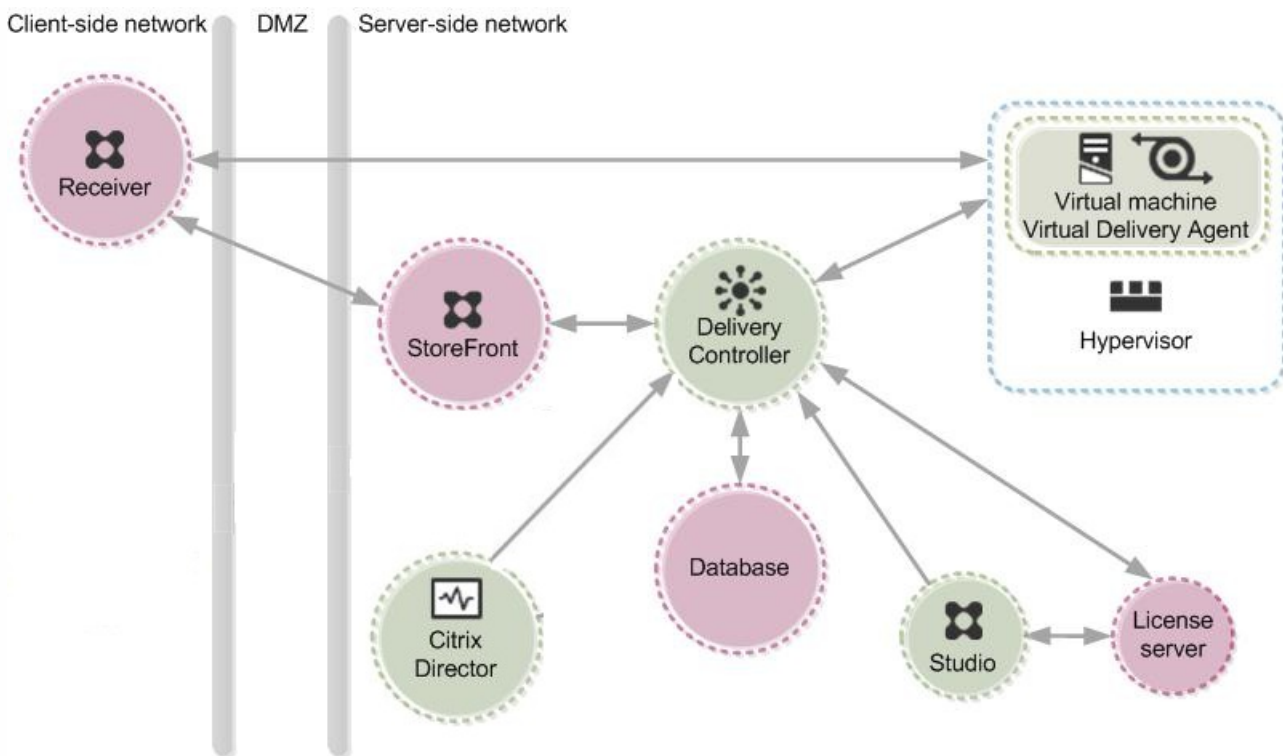 Client-side network
DMZ
Server-side network
Receiver
Virtual machine
Virtual Delivery Agent
Hypervisor
StoreFront
Delivery
Controller
Database
Citrix
Director
Studio
License
server